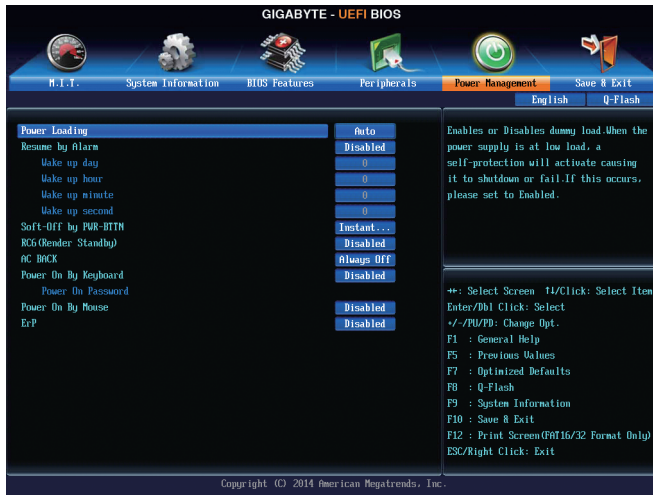 GIGABYTE - UEFI BIOS
M.I.T. System Information BIOS Features Peripherals Power Management Save & Exit
English Q-Flash
Power Loading Auto
Resume by Alarm Disabled
Wake up day 0
Wake up hour 0
Wake up minute 0
Wake up second 0
Soft-Off by PWR-BTTN Instant...
RC6(Render Standby) Disabled
AC BACK Always Off
Power On By Keyboard Disabled
Power On Password
Power On By Mouse Disabled
ErP Disabled
Enables or Disables dummy load.When the
power supply is at low load, a
self-protection will activate causing
it to shutdown or fail.If this occurs,
please set to Enabled.
→←: Select Screen ↑↓/Click: Select Item
Enter/Dbl Click: Select
+/-/PU/PD: Change Opt.
F1 : General Help
F5 : Previous Values
F7 : Optimized Defaults
F8 : Q-Flash
F9 : System Information
F10 : Save & Exit
F12 : Print Screen(FAT16/32 Format Only)
ESC/Right Click: Exit
Copyright (C) 2014 American Megatrends, Inc.